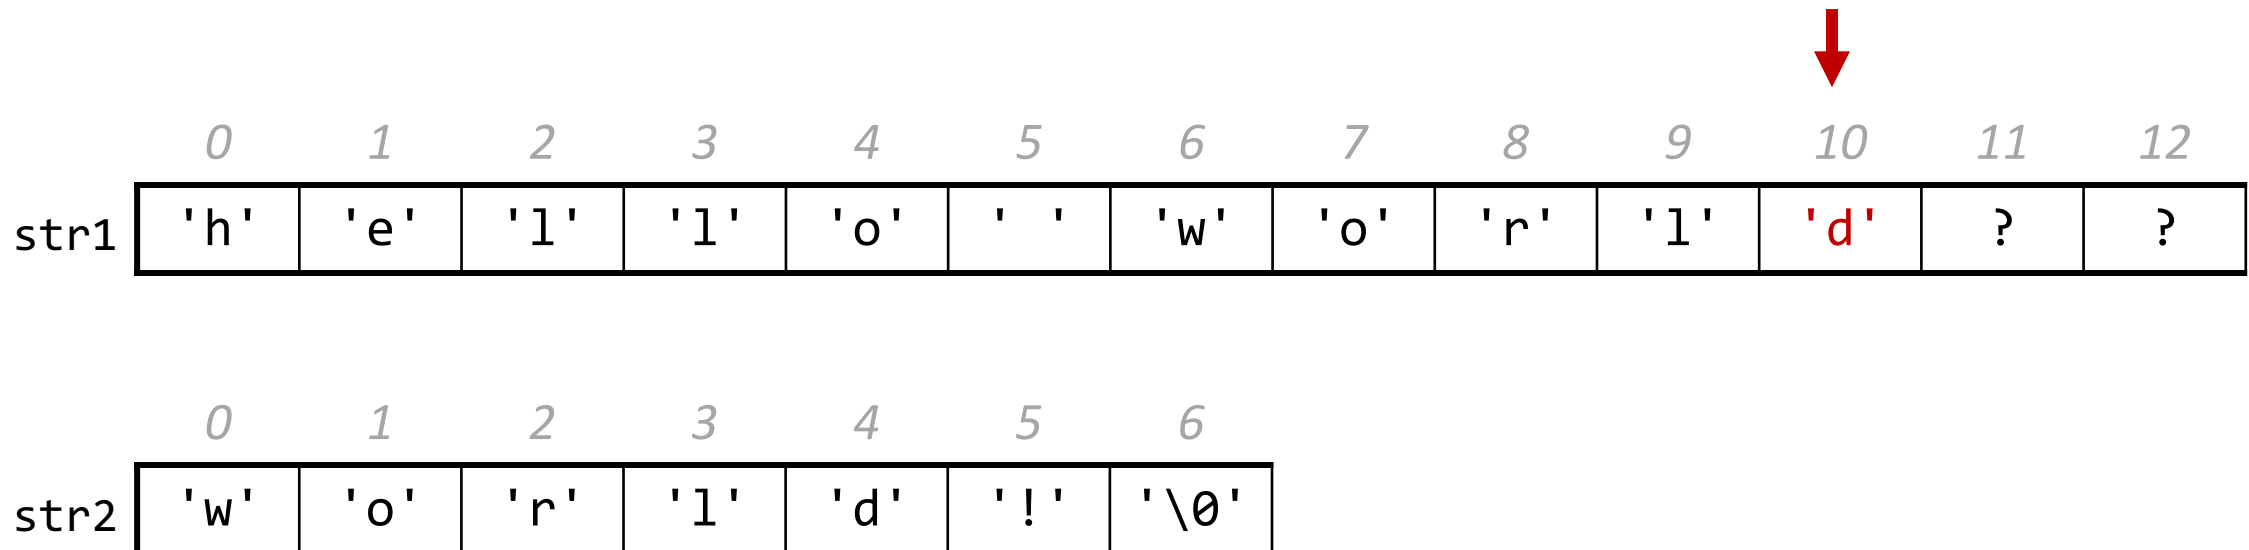 0 1 2 3 4 5 6 7 8 9 10 11 12
str1 'h' 'e' 'l' 'l' 'o' ' ' 'w' 'o' 'r' 'l' 'd' ? ?
0 1 2 3 4 5 6
str2 'w' 'o' 'r' 'l' 'd' '!' '\0'